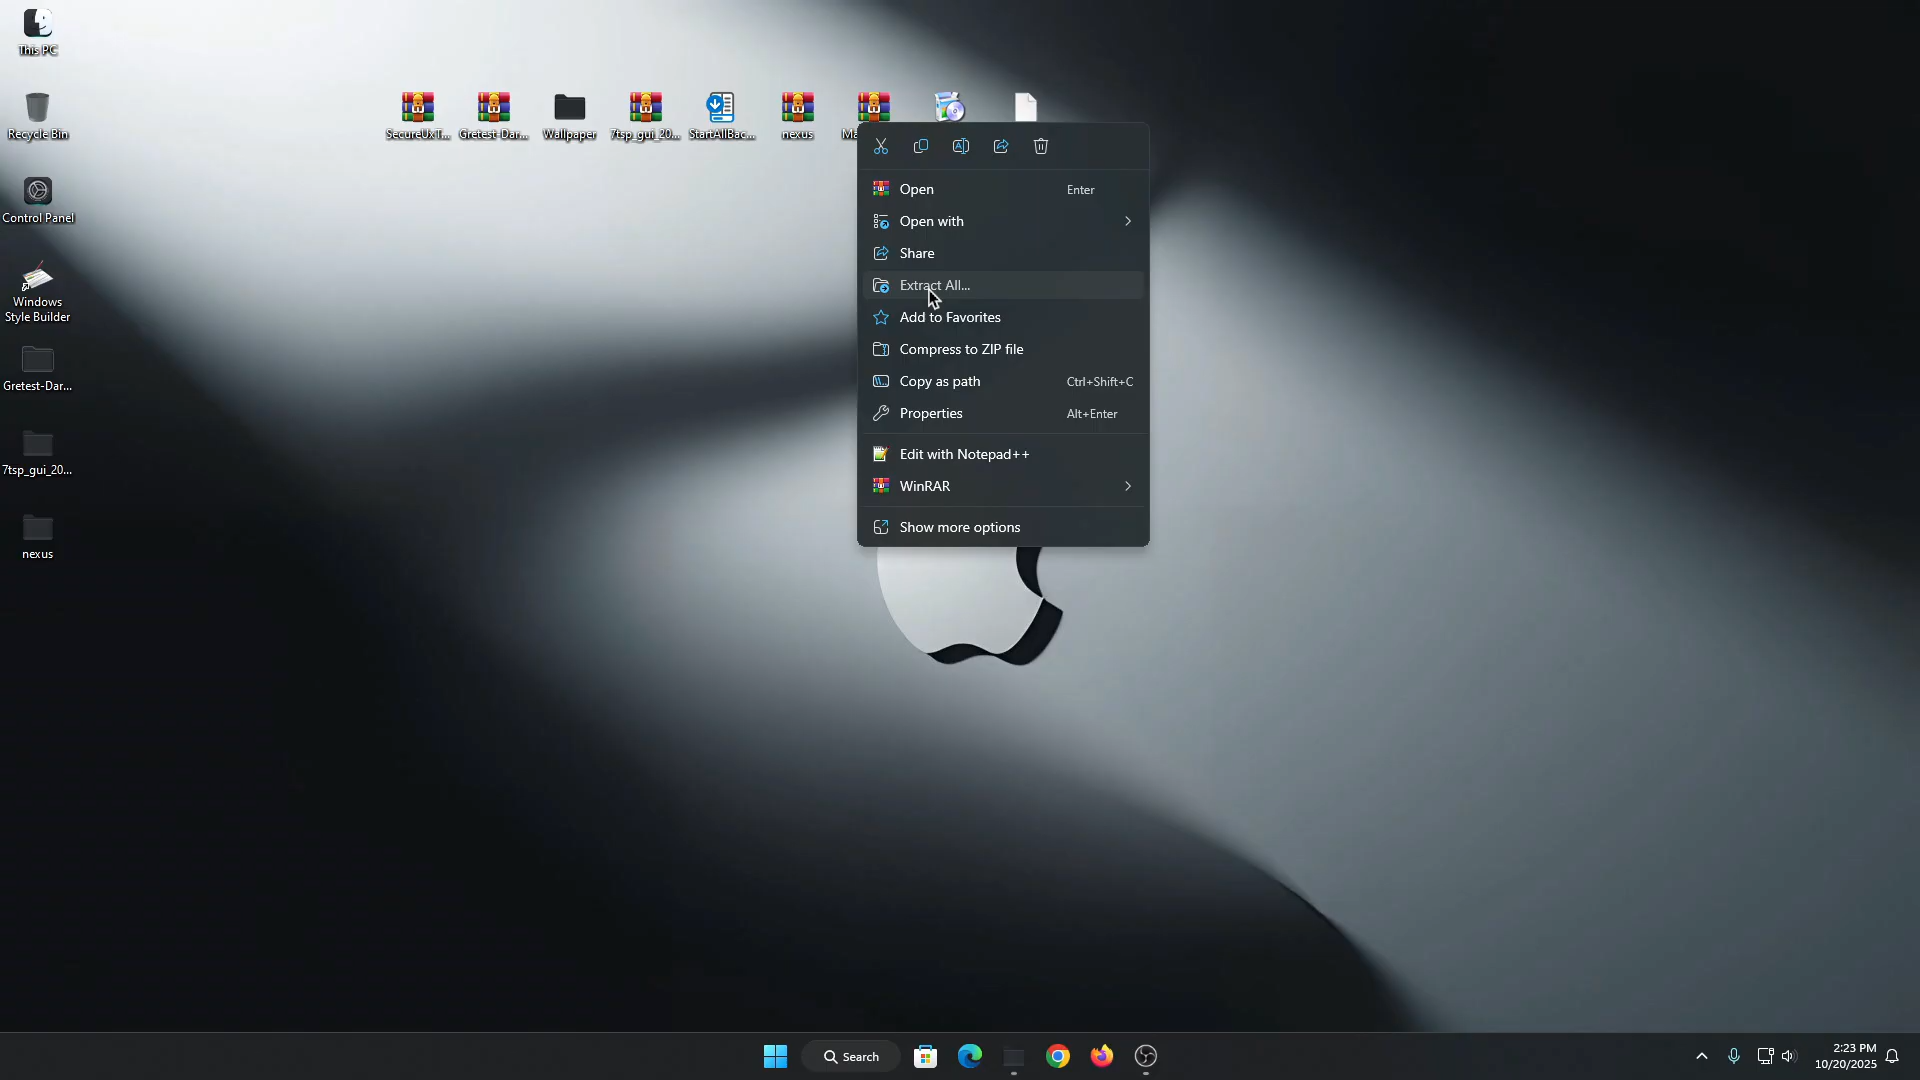 This PC
Recycle Bin
Control Panel
Windows
Style Builder
Gretest-Dar...
7tsp_gui_20...
nexus
SecureUxT...
Gretest-Dar...
Wallpaper
7tsp_gui_20...
StartAllBac...
nexus
Open Enter
Open with
Share
Extract All...
Add to Favorites
Compress to ZIP file
Copy as path Ctrl+Shift+C
Properties Alt+Enter
Edit with Notepad++
WinRAR
Show more options
Search
2:23 PM
10/20/2025